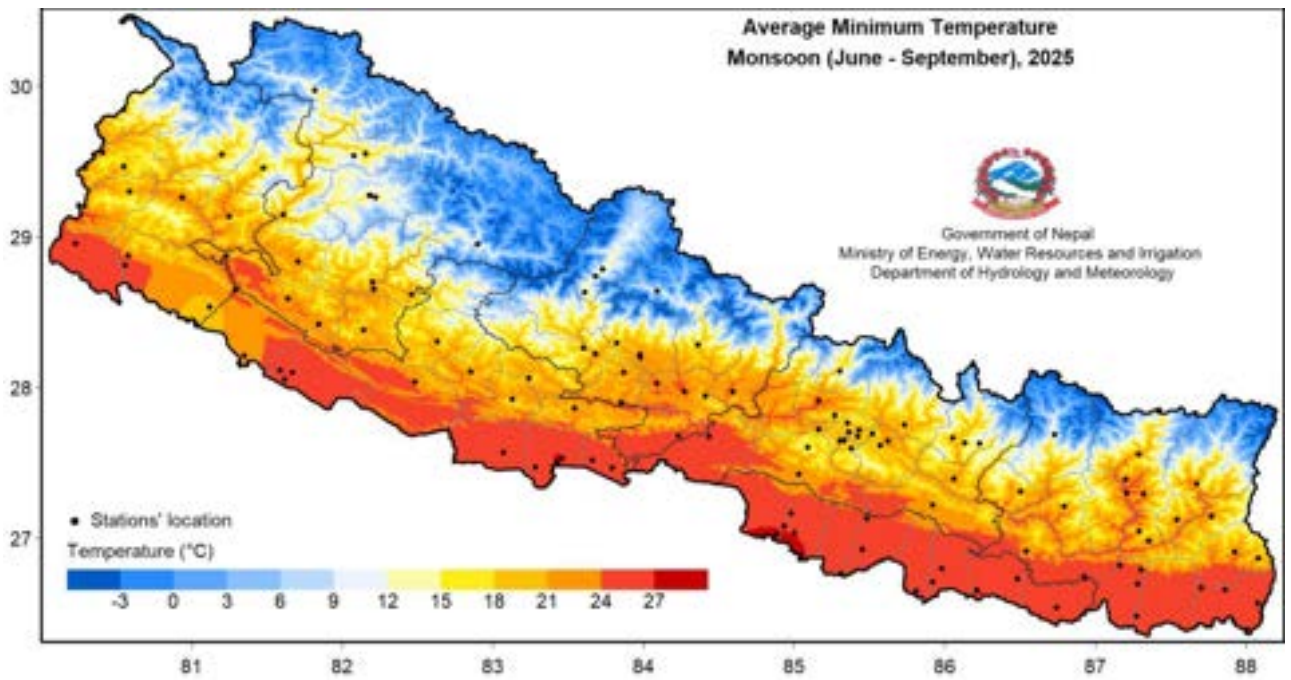 Average Minimum Temperature
Monsoon (June - September), 2025
Government of Nepal
Ministry of Energy, Water Resources and Irrigation
Department of Hydrology and Meteorology
30
29
28
27
Stations' location
Temperature (°C)
-3 0 3 6 9 12 15 18 21 24 27
81 82 83 84 85 86 87 88